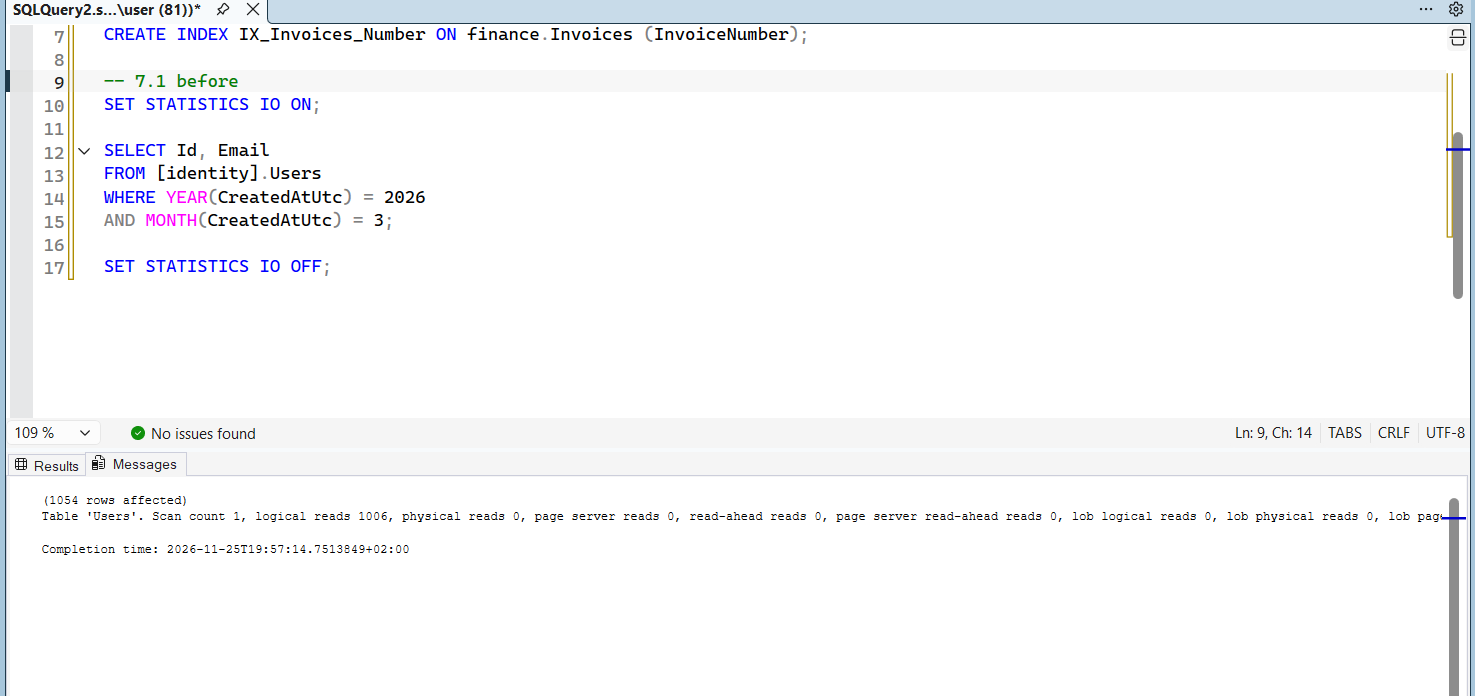 SQLQuery2.s...\user (81))*
7 CREATE INDEX IX_Invoices_Number ON finance.Invoices (InvoiceNumber);
8
9 -- 7.1 before
10 SET STATISTICS IO ON;
11
12 SELECT Id, Email
13 FROM [identity].Users
14 WHERE YEAR(CreatedAtUtc) = 2026
15 AND MONTH(CreatedAtUtc) = 3;
16
17 SET STATISTICS IO OFF;
109 % No issues found Ln: 9, Ch: 14 TABS CRLF UTF-8
Results Messages
(1054 rows affected)
Table 'Users'. Scan count 1, logical reads 1006, physical reads 0, page server reads 0, read-ahead reads 0, page server read-ahead reads 0, lob logical reads 0, lob physical reads 0, lob page
Completion time: 2026-11-25T19:57:14.7513849+02:00